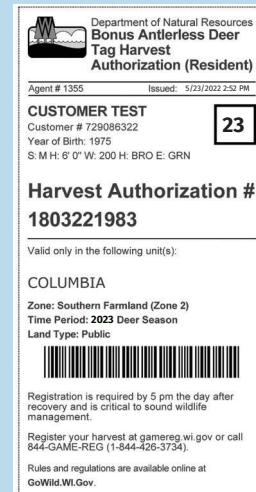 Department of Natural Resources
Bonus Antlerless Deer
Tag Harvest
Authorization (Resident)
Agent # 1355 Issued: 5/23/2022 2:52 PM
CUSTOMER TEST
Customer # 729086322
Year of Birth: 1975
S: M H: 6' 0" W: 200 H: BRO E: GRN
23
Harvest Authorization #
1803221983
Valid only in the following unit(s):
COLUMBIA
Zone: Southern Farmland (Zone 2)
Time Period: 2023 Deer Season
Land Type: Public
Registration is required by 5 pm the day after
recovery and is critical to sound wildlife
management.
Register your harvest at gamereg.wi.gov or call
844-GAME-REG (1-844-426-3734).
Rules and regulations are available online at
GoWild.WI.Gov.